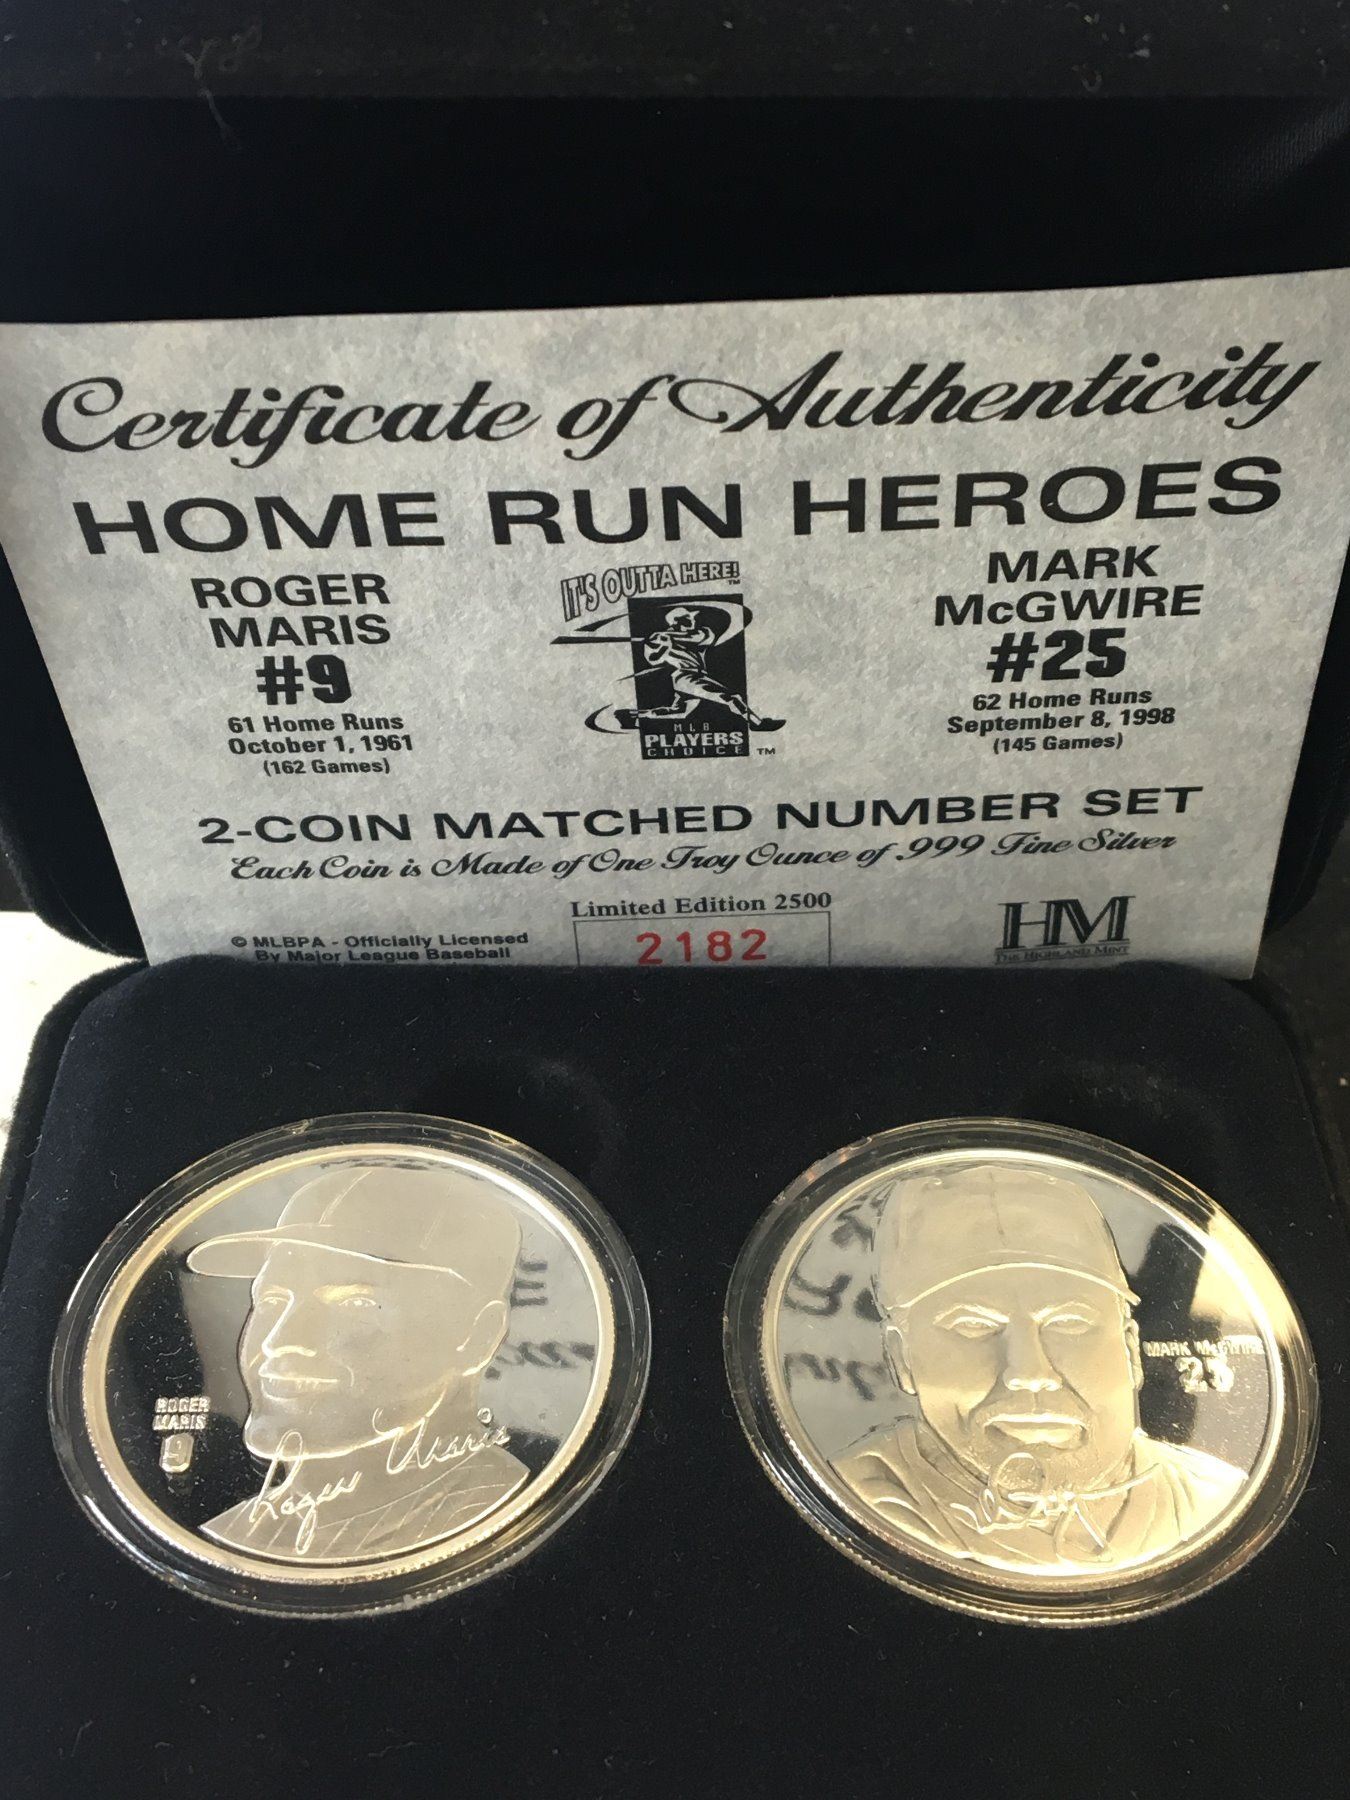 Certificate of Authenticity
HOME RUN HEROES
ROGER
MARIS
#9
61 Home Runs
October 1, 1961
(162 Games)
IT'S OUTTA HERE!™
MLB
PLAYERS
CHOICE ™
MARK
McGWIRE
#25
62 Home Runs
September 8, 1998
(145 Games)
2-COIN MATCHED NUMBER SET
Each Coin is Made of One Troy Ounce of .999 Fine Silver
© MLBPA - Officially Licensed
By Major League Baseball
Limited Edition 2500
2182
HM
THE HIGHLAND MINT
ROGER
MARIS
9
Roger Maris
MARK McGWIRE
25